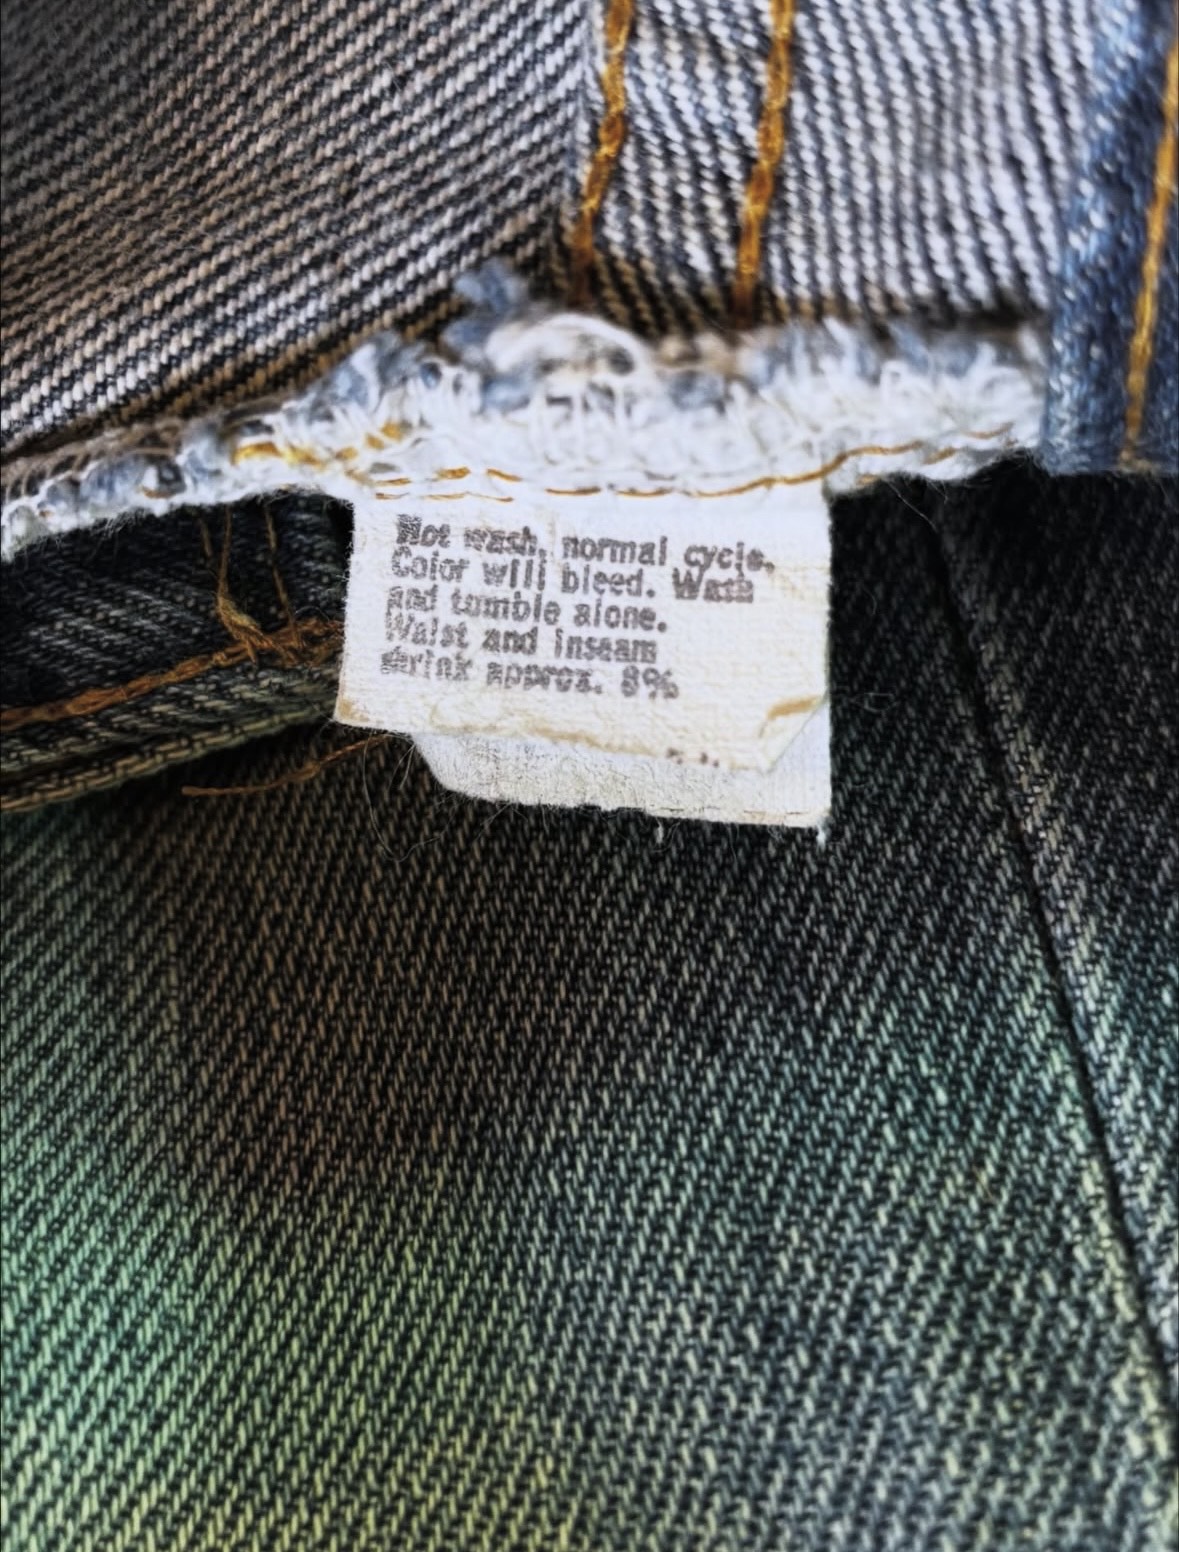 Hot wash, normal cycle.
Color will bleed. Wash
and tumble alone.
Waist and inseam
shrink approx. 8%